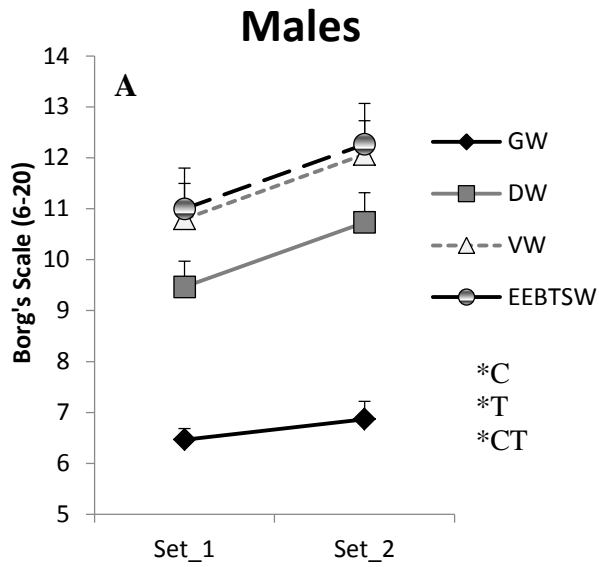 Males
A
Borg's Scale (6-20)
14
13
12
11
10
9
8
7
6
5
Set_1
Set_2
GW
DW
VW
EEBTSW
*C
*T
*CT